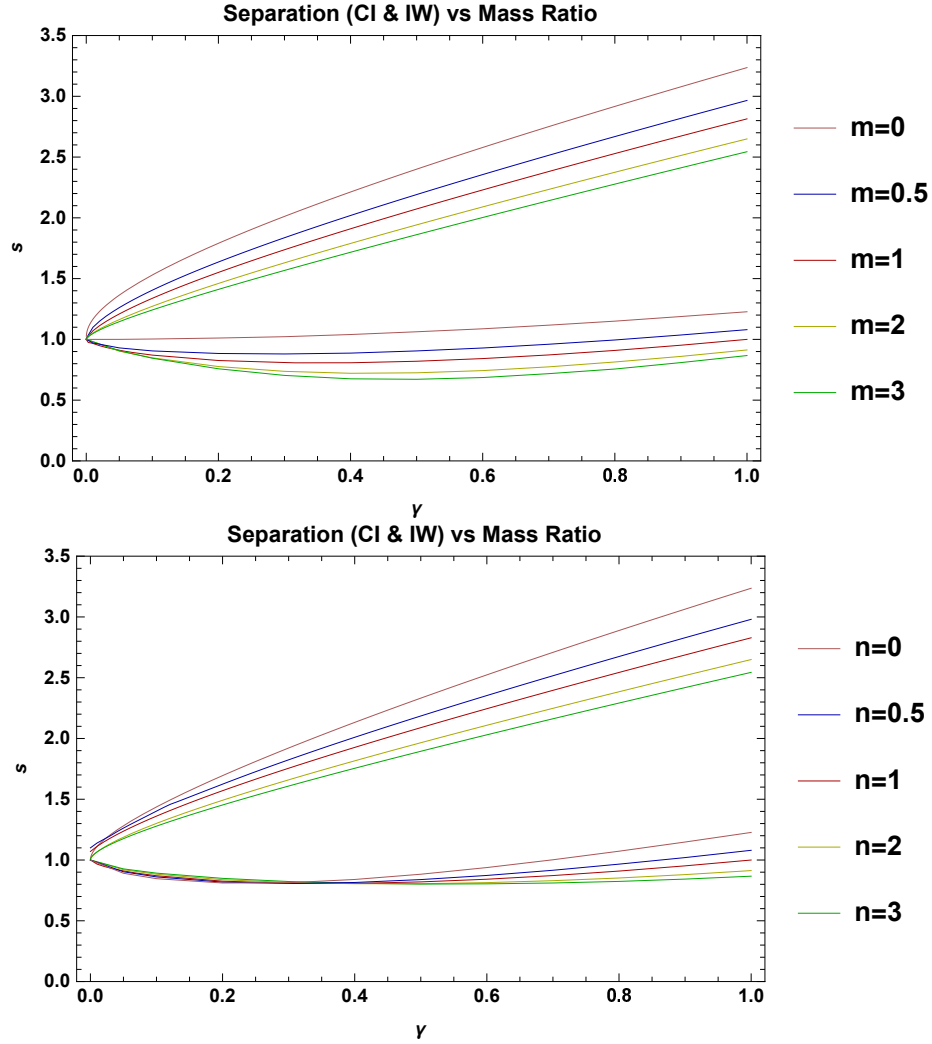 Separation (CI & IW) vs Mass Ratio
3.5
3.0
2.5
2.0
1.5
1.0
0.5
0.0
s
0.0 0.2 0.4 0.6 0.8 1.0
γ
m=0
m=0.5
m=1
m=2
m=3
Separation (CI & IW) vs Mass Ratio
3.5
3.0
2.5
2.0
1.5
1.0
0.5
0.0
s
0.0 0.2 0.4 0.6 0.8 1.0
γ
n=0
n=0.5
n=1
n=2
n=3